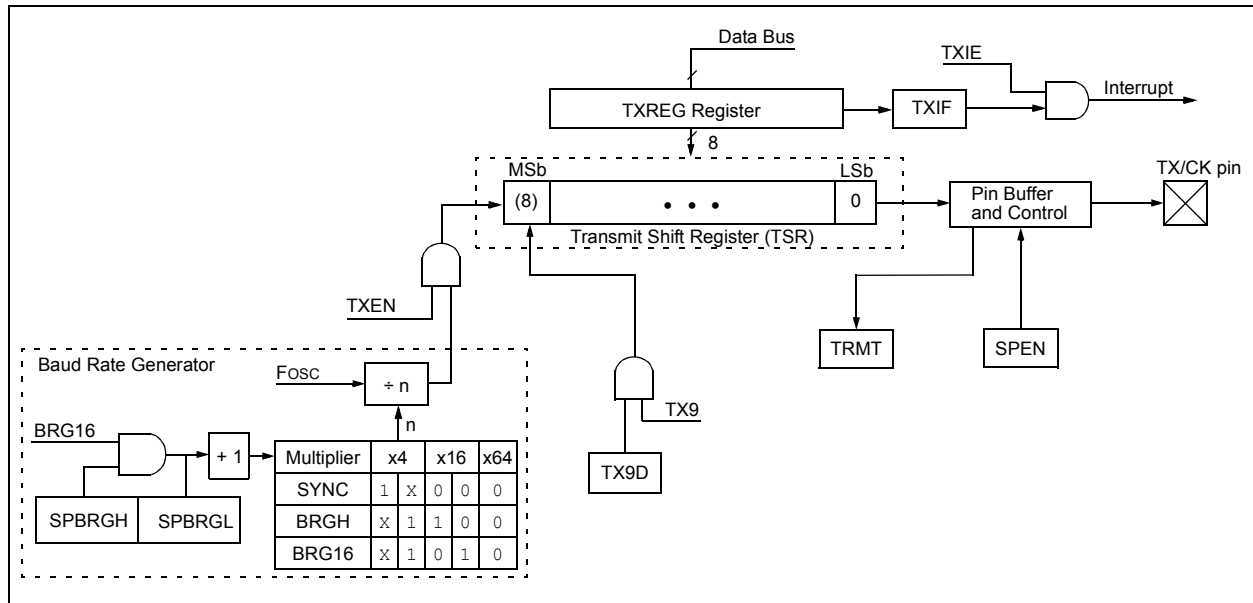 Data Bus
TXIE
Interrupt
TXREG Register
TXIF
8
MSb
LSb
TX/CK pin
(8)
• • •
0
Pin Buffer
and Control
Transmit Shift Register (TSR)
TXEN
TRMT
SPEN
Baud Rate Generator
FOSC
÷ n
TX9
n
BRG16
+ 1
Multiplier x4 x16 x64
TX9D
SYNC 1 X 0 0 0
SPBRGH SPBRGL
BRGH X 1 1 0 0
BRG16 X 1 0 1 0